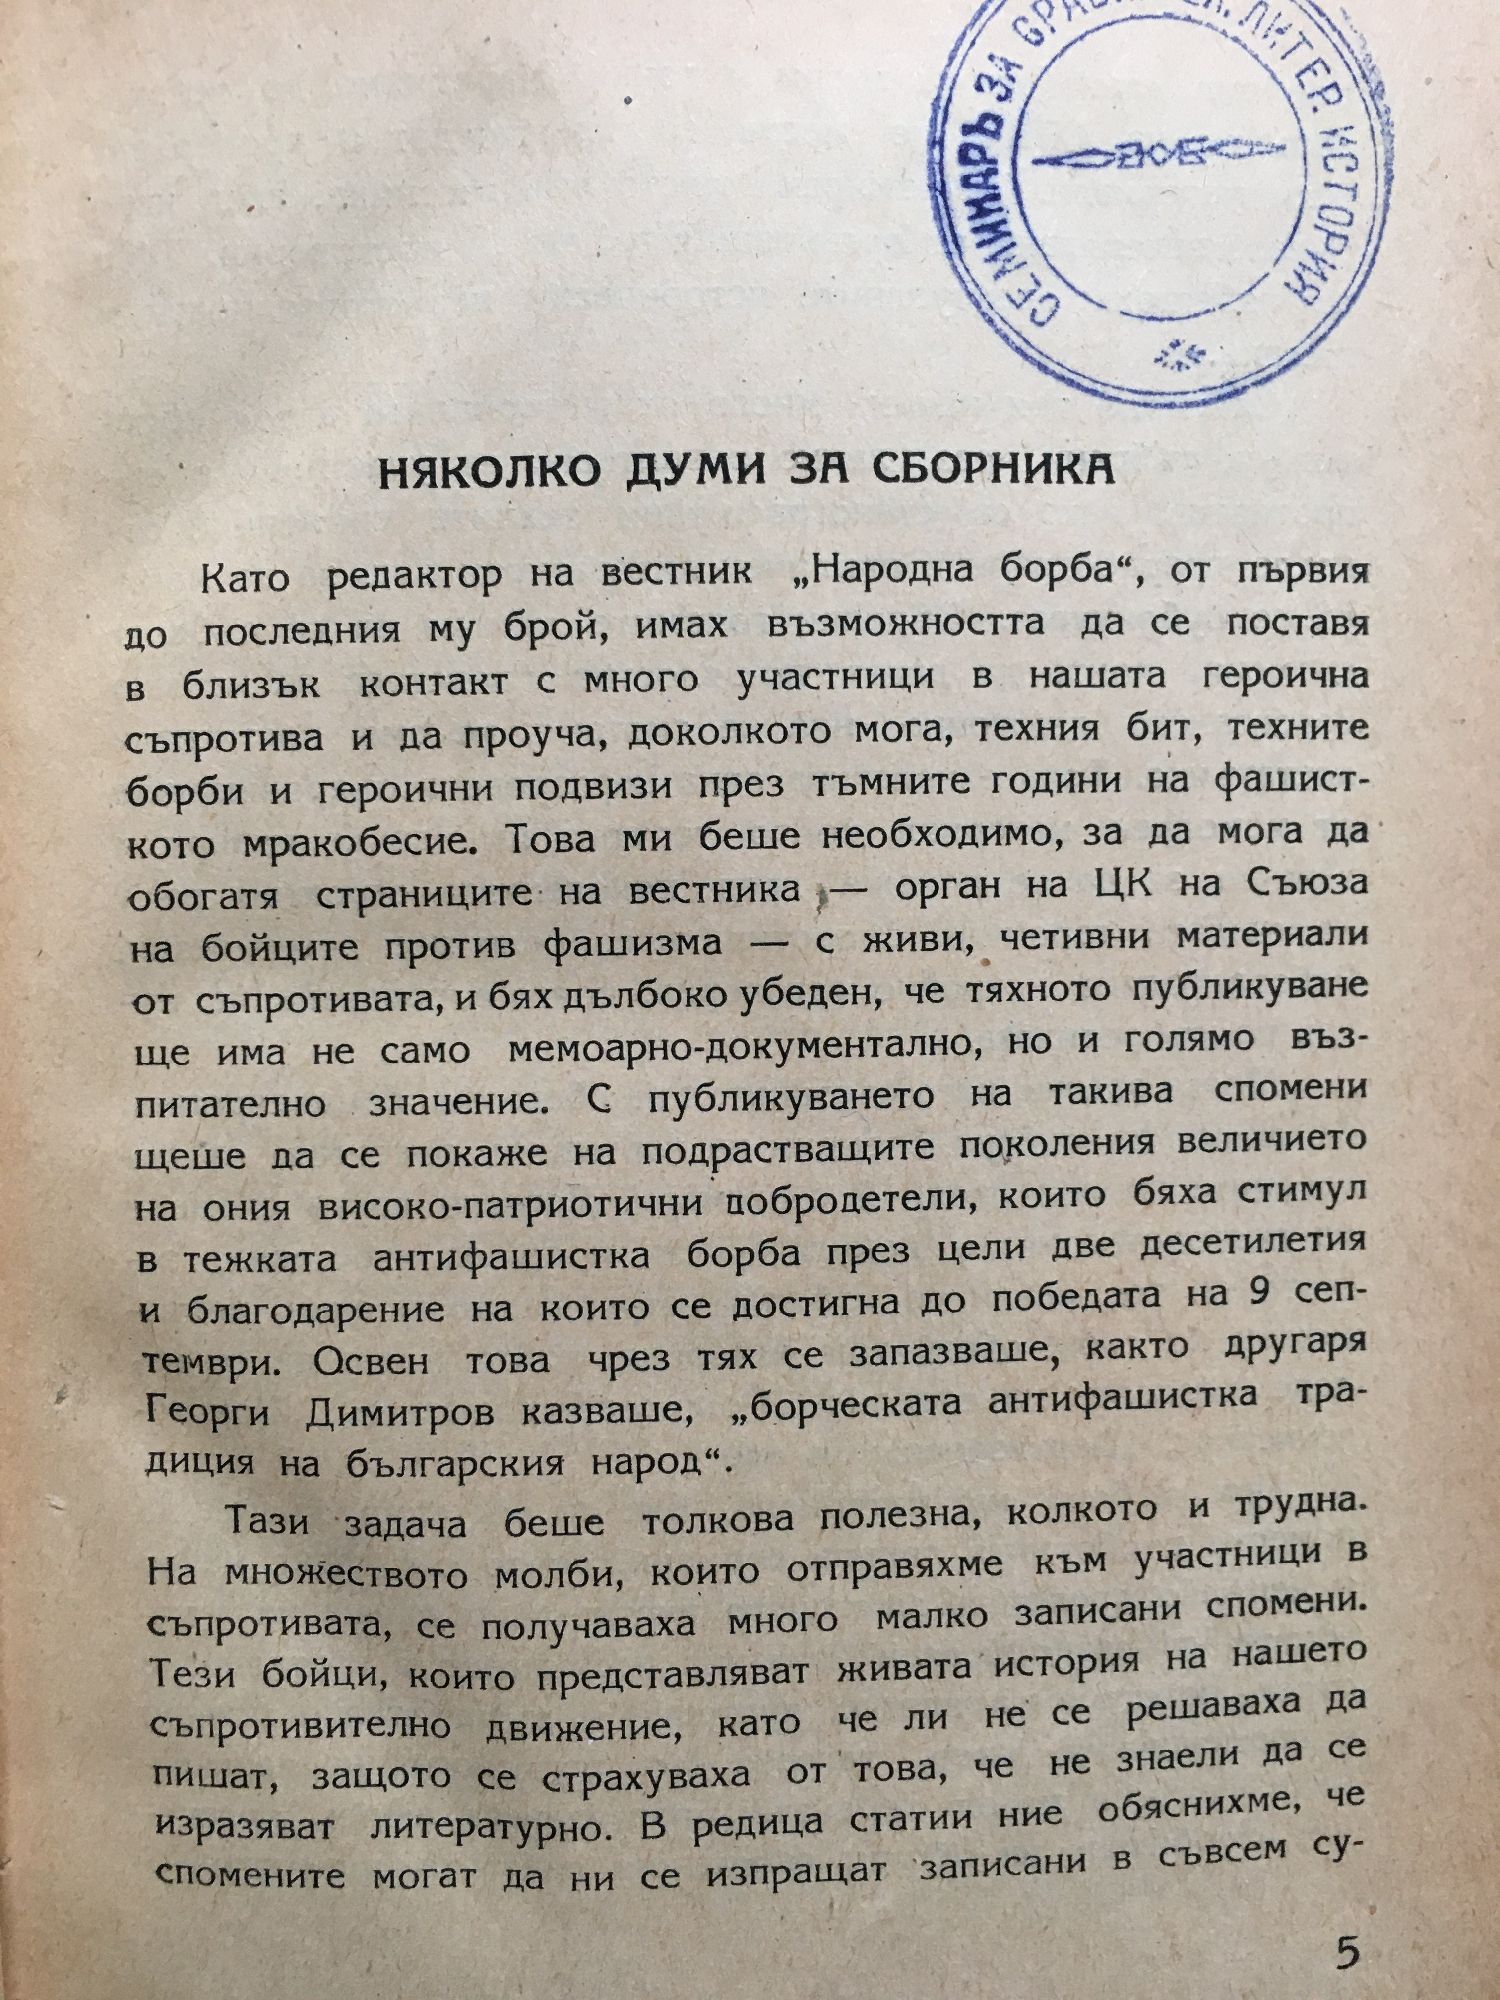 СЕМИНАРЪ ЗА ЛИТЕР. ИСТОРИЯ
НЯКОЛКО ДУМИ ЗА СБОРНИКА
Като редактор на вестник „Народна борба“, от първия
до последния му брой, имах възможността да се поставя
в близък контакт с много участници в нашата героична
съпротива и да проуча, доколкото мога, техния бит, техните
борби и героични подвизи през тъмните години на фашист-
кото мракобесие. Това ми беше необходимо, за да мога да
обогатя страниците на вестника — орган на ЦК на Съюза
на бойците против фашизма — с живи, четивни материали
от съпротивата, и бях дълбоко убеден, че тяхното публикуване
ще има не само мемоарно-документално, но и голямо въз-
питателно значение. С публикуването на такива спомени
щеше да се покаже на подрастващите поколения величието
на ония високо-патриотични добродетели, които бяха стимул
в тежката антифашистка борба през цели две десетилетия
и благодарение на които се достигна до победата на 9 сеп-
тември. Освен това чрез тях се запазваше, както другаря
Георги Димитров казваше, „борческата антифашистка тра-
диция на българския народ“.
Тази задача беше толкова полезна, колкото и трудна.
На множеството молби, които отправяхме към участници в
съпротивата, се получаваха много малко записани спомени.
Тези бойци, които представляват живата история на нашето
съпротивително движение, като че ли не се решаваха да
пишат, защото се страхуваха от това, че не знаели да се
изразяват литературно. В редица статии ние обяснихме, че
спомените могат да ни се изпращат записани в съвсем су-
5